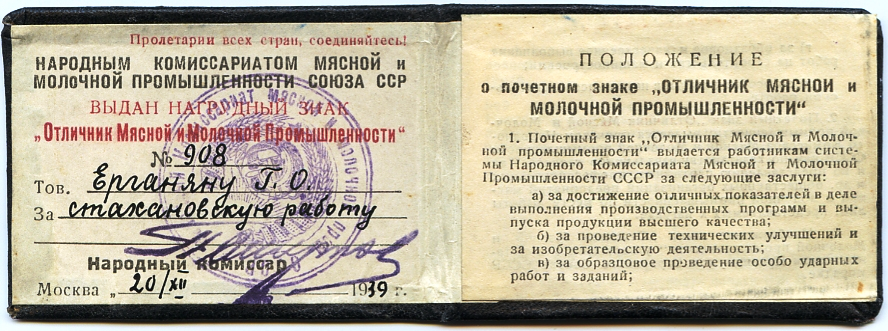 Пролетарии всех стран, соединяйтесь!
НАРОДНЫМ КОМИССАРИАТОМ МЯСНОЙ и
МОЛОЧНОЙ ПРОМЫШЛЕННОСТИ СОЮЗА ССР
ВЫДАН НАГРУДНЫЙ ЗНАК
„Отличник Мясной и Молочной Промышленности“
№ 908
Тов. Ерганяну Г. О.
За стахановскую работу
Народный комиссар
Москва „ 20/XII 1939 г.
ПОЛОЖЕНИЕ
о почетном знаке „ОТЛИЧНИК МЯСНОИ и
МОЛОЧНОЙ ПРОМЫШЛЕННОСТИ“
1. Почетный знак „Отличник Мясной и Молоч-
ной промышленности“ выдается работникам систе-
мы Народного Комиссариата Мясной и Молочной
Промышленности СССР за следующие заслуги:
а) за достижение отличных показателей в деле
выполнения производственных программ и вы-
пуска продукции высшего качества;
б) за проведение технических улучшений и
за изобретательскую деятельность;
в) за образцовое проведение особо ударных
работ и заданий;